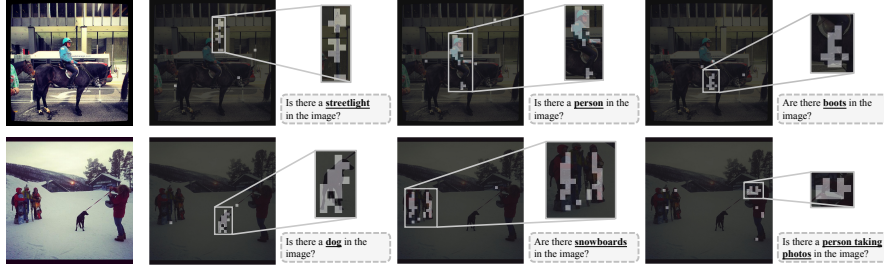 Is there a streetlight
in the image?
Is there a person in the
image?
Are there boots in the
image?
Is there a dog in the
image?
Are there snowboards
in the image?
Is there a person taking
photos in the image?